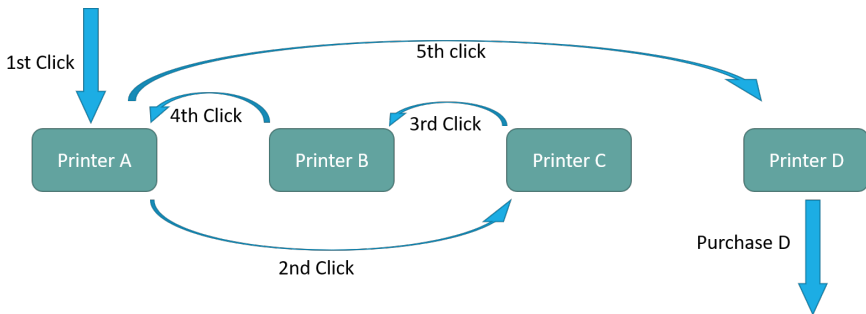 5th click
1st Click
4th Click
3rd Click
Printer A
Printer B
Printer C
Printer D
Purchase D
2nd Click